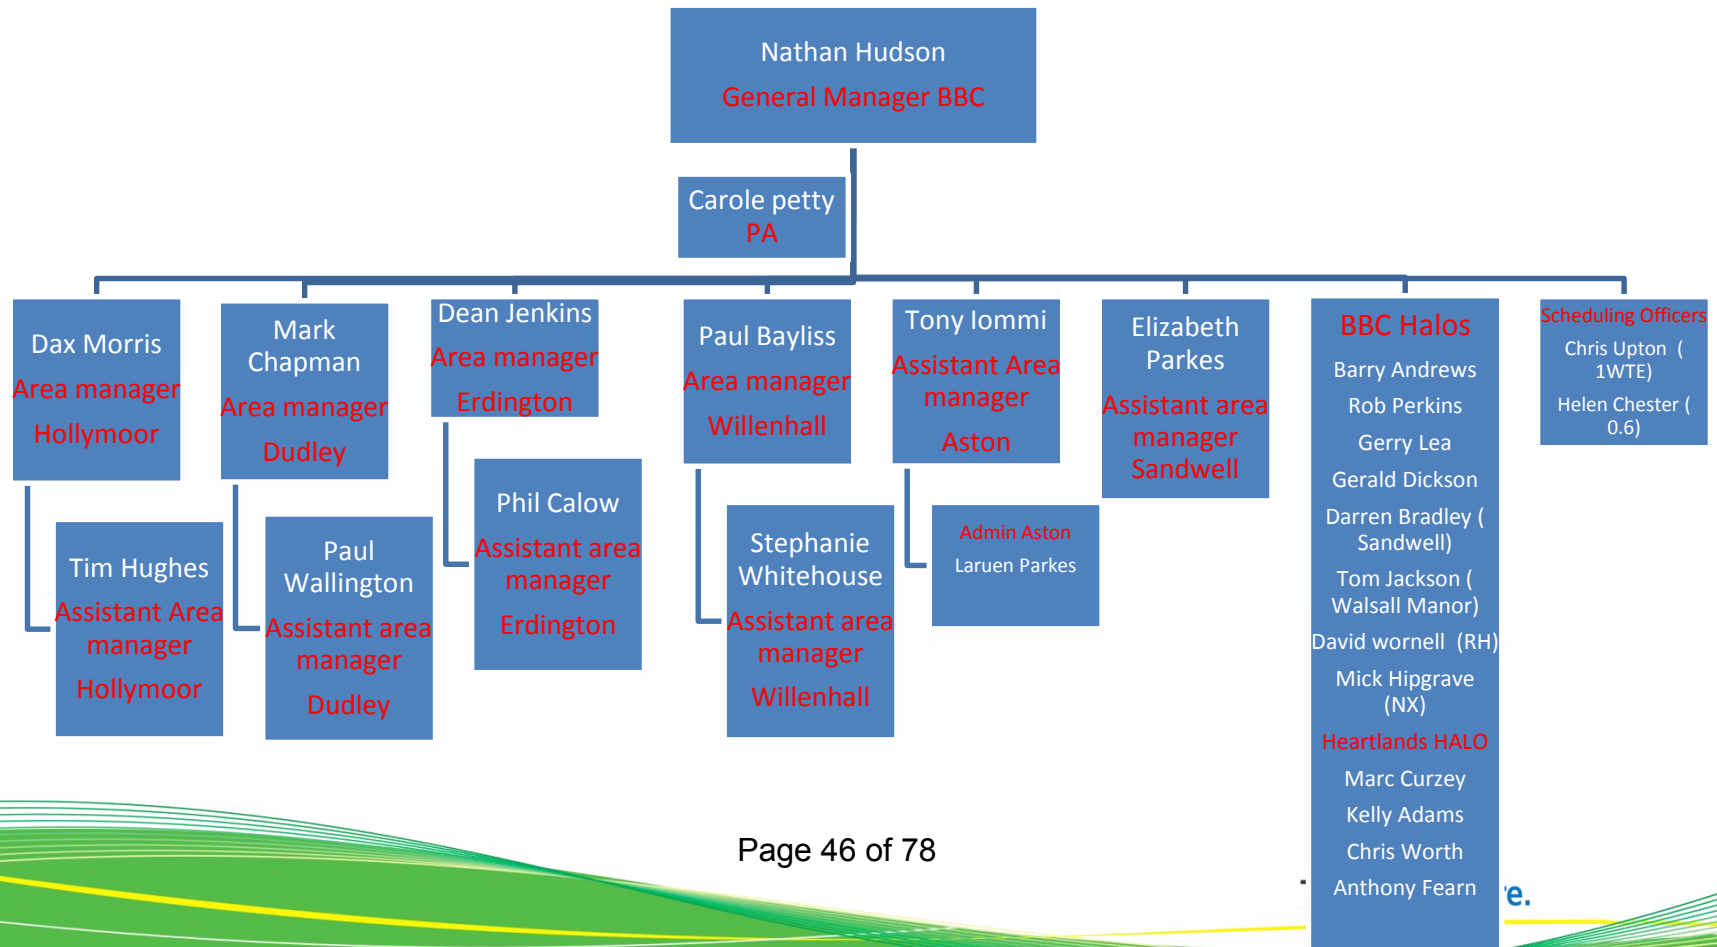 Nathan Hudson
General Manager BBC
Carole petty
PA
Dax Morris
Area manager
Hollymoor
Tim Hughes
Assistant Area
manager
Hollymoor
Mark
Chapman
Area manager
Dudley
Paul
Wallington
Assistant area
manager
Dudley
Dean Jenkins
Area manager
Erdington
Phil Calow
Assistant area
manager
Erdington
Paul Bayliss
Area manager
Willenhall
Stephanie
Whitehouse
Assistant area
manager
Willenhall
Tony Iommi
Assistant Area
manager
Aston
Admin Aston
Laruen Parkes
Elizabeth
Parkes
Assistant area
manager
Sandwell
BBC Halos
Barry Andrews
Rob Perkins
Gerry Lea
Gerald Dickson
Darren Bradley (
Sandwell)
Tom Jackson (
Walsall Manor)
David wornell  (RH)
Mick Hipgrave
(NX)
Heartlands HALO
Marc Curzey
Kelly Adams
Chris Worth
Anthony Fearn
Scheduling Officers
Chris Upton  (
1WTE)
Helen Chester (
0.6)
Page 46 of 78
e.